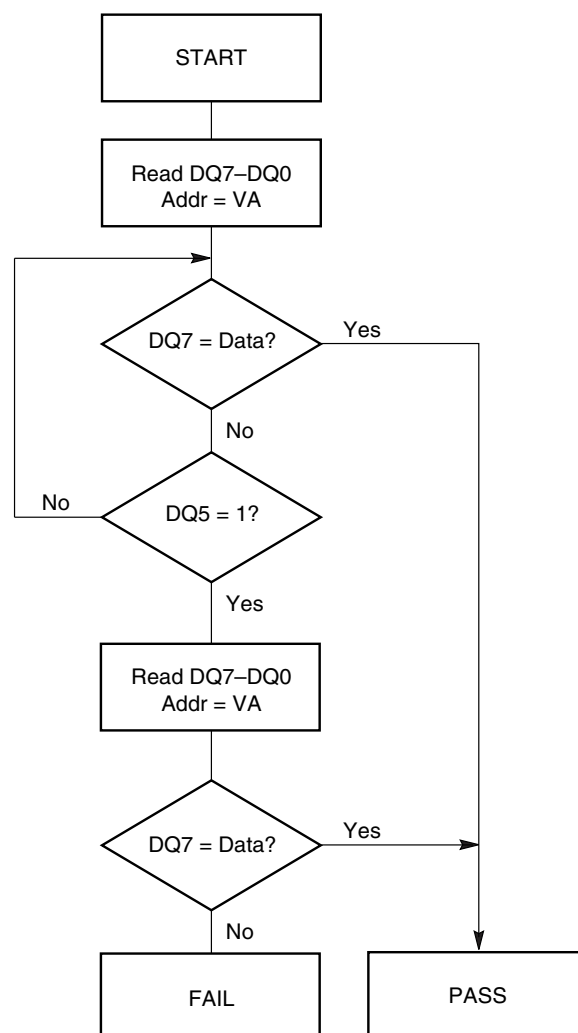 START
Read DQ7–DQ0
Addr = VA
DQ7 = Data?
Yes
No
No
DQ5 = 1?
Yes
Read DQ7–DQ0
Addr = VA
DQ7 = Data?
Yes
No
FAIL
PASS